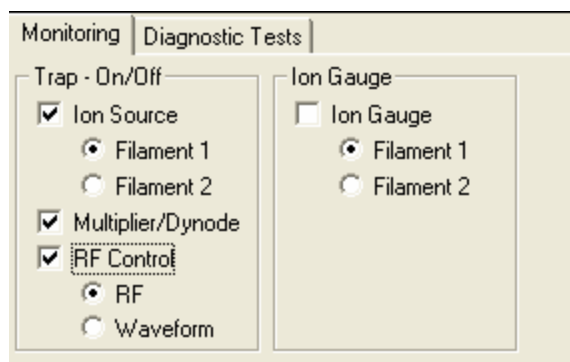 Monitoring
Diagnostic Tests
Trap - On/Off
Ion Source
Filament 1
Filament 2
Multiplier/Dynode
RF Control
RF
Waveform
Ion Gauge
Ion Gauge
Filament 1
Filament 2